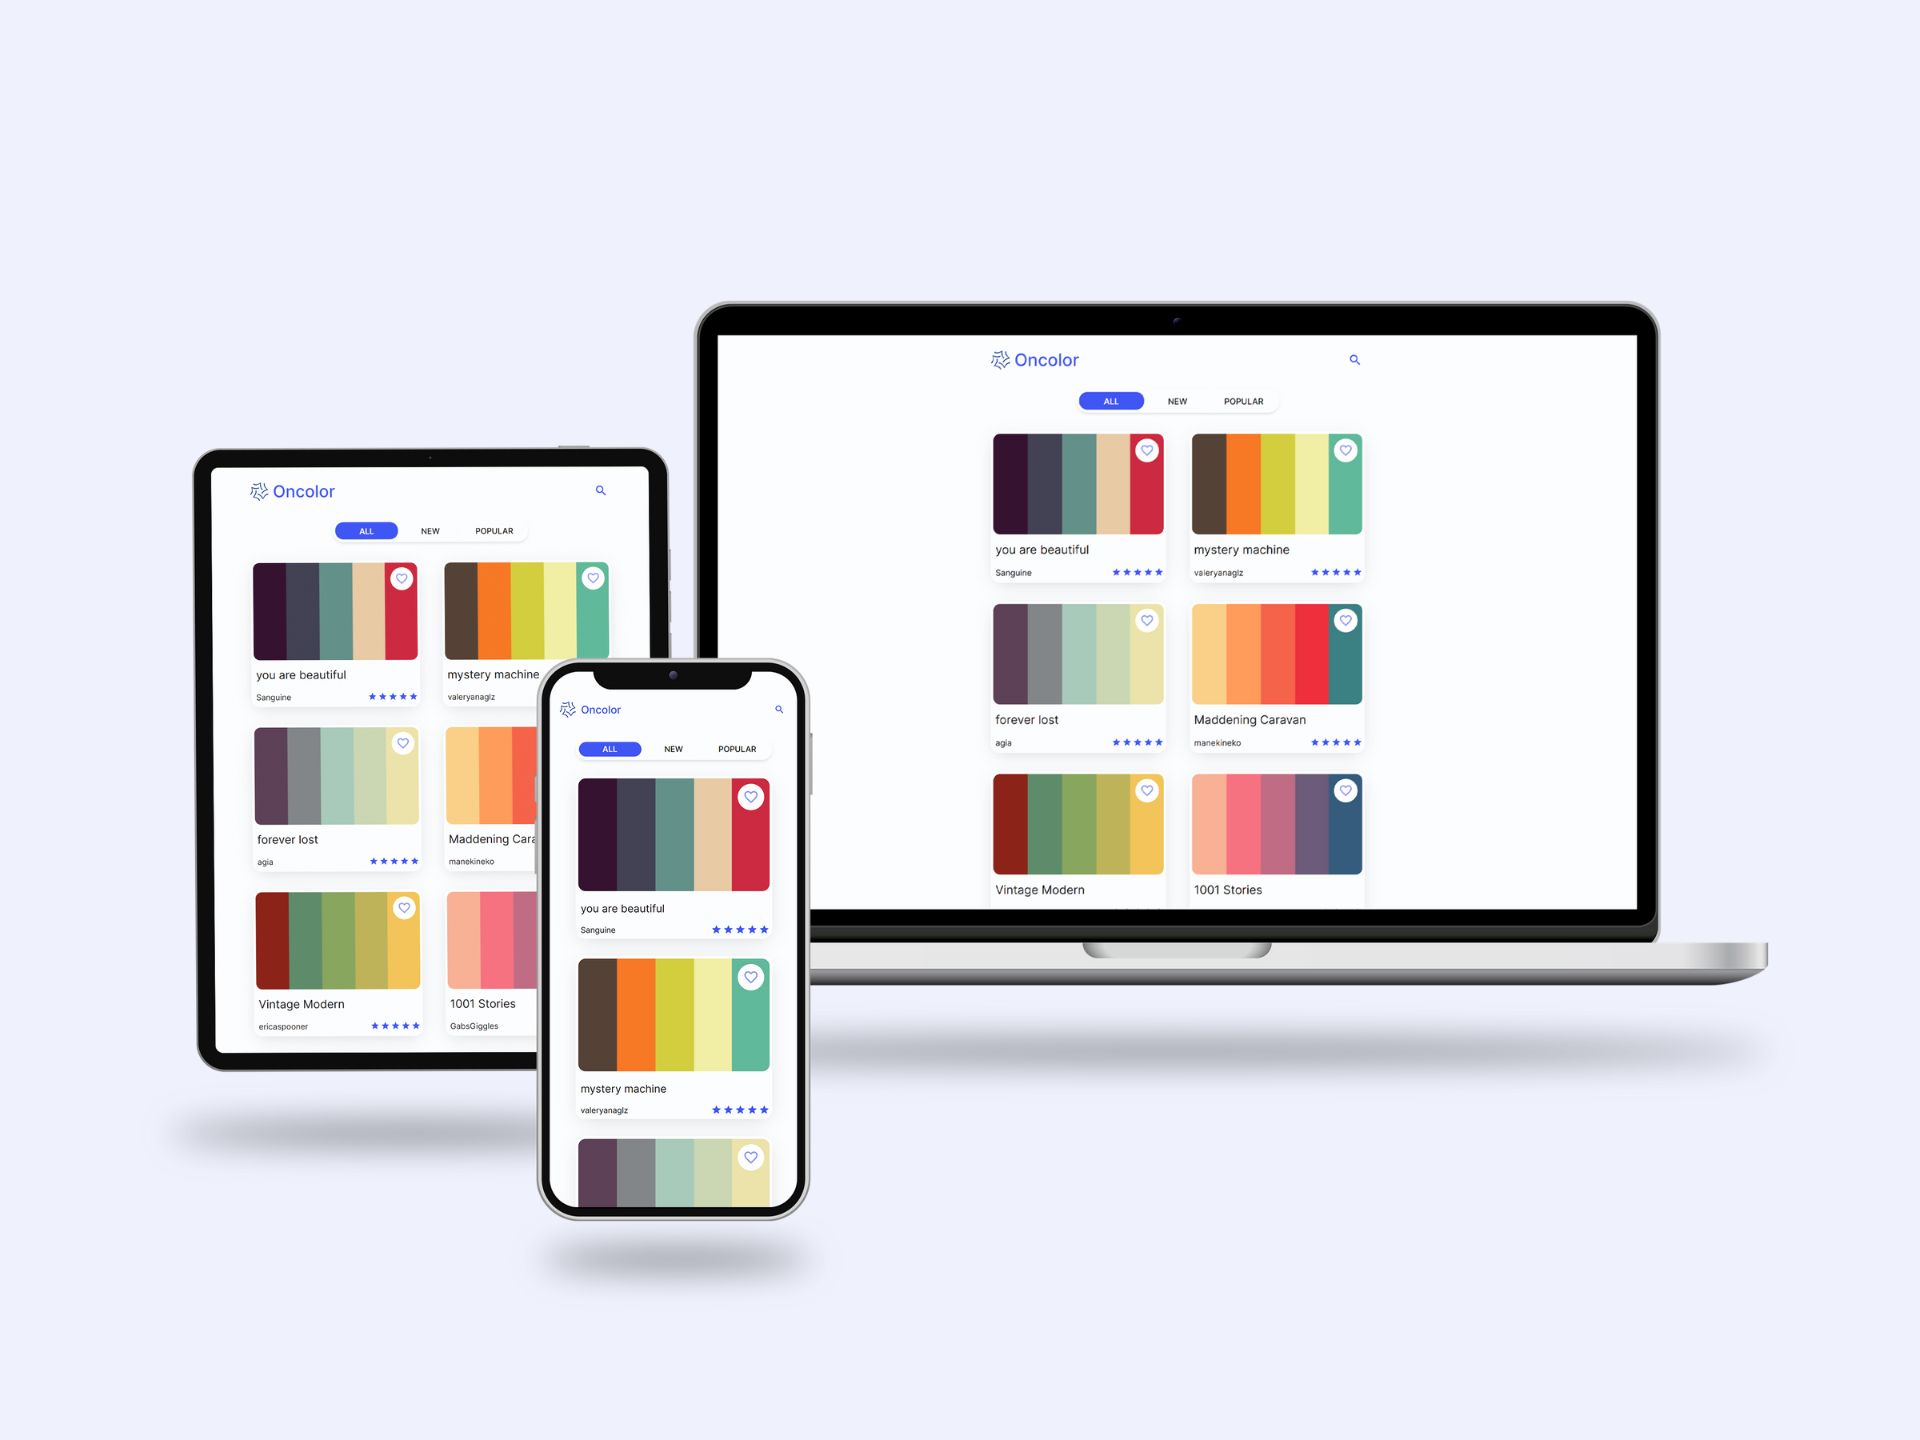 Oncolor
ALL NEW POPULAR
you are beautiful
Sanguine
mystery machine
valeryanaglz
forever lost
agia
Maddening Caravan
manekineko
Vintage Modern
1001 Stories
Oncolor
ALL NEW POPULAR
you are beautiful
Sanguine
mystery machine
valeryanaglz
forever lost
agia
Maddening Cara
manekineko
Vintage Modern
ericaspooner
1001 Stories
GabsGiggles
Oncolor
ALL NEW POPULAR
you are beautiful
Sanguine
mystery machine
valeryanaglz